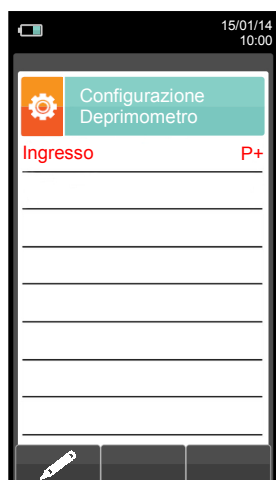 15/01/14
10:00
Configurazione
Deprimometro
Ingresso P+